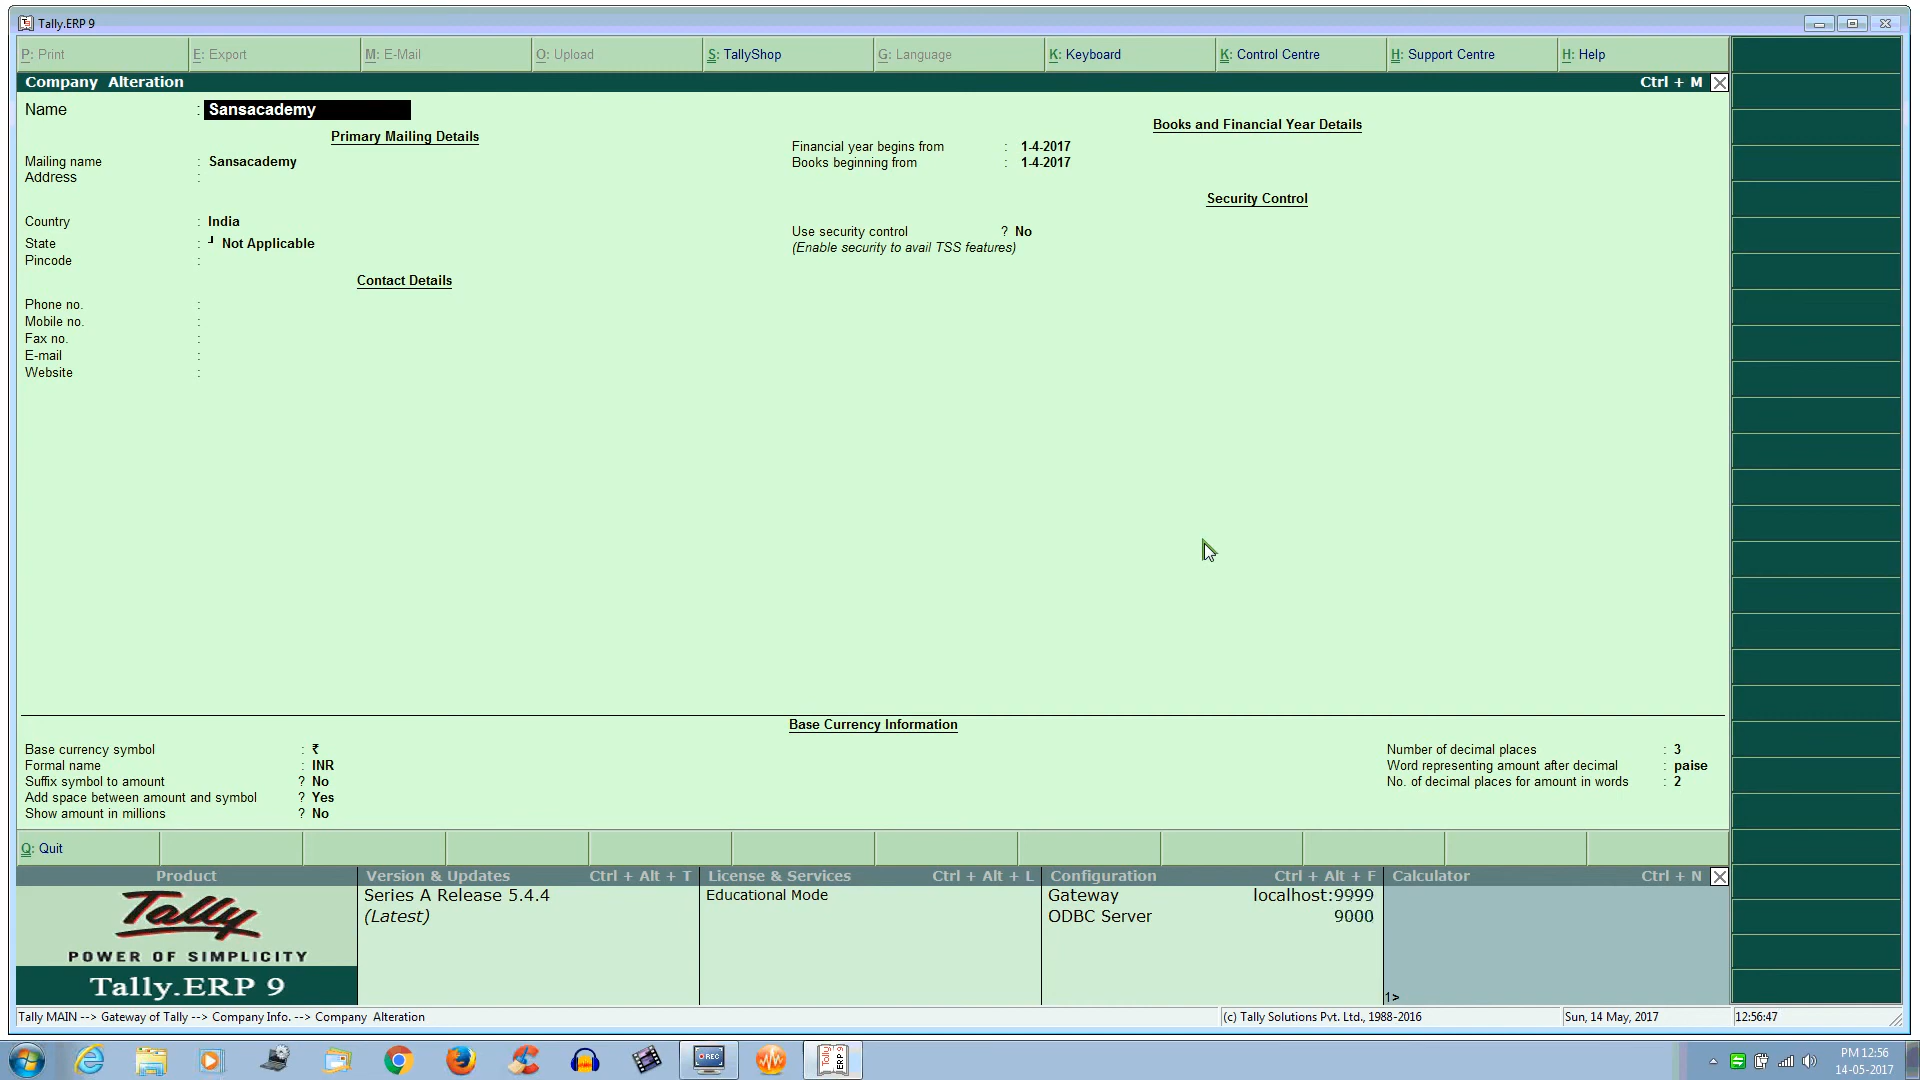 Tally.ERP 9
P: Print E: Export M: E-Mail O: Upload S: TallyShop G: Language K: Keyboard K: Control Centre H: Support Centre H: Help
Company Alteration Ctrl + M
Name : Sansacademy
Primary Mailing Details
Mailing name : Sansacademy
Address :
Country : India
State : Not Applicable
Pincode :
Contact Details
Phone no. :
Mobile no. :
Fax no. :
E-mail :
Website :
Books and Financial Year Details
Financial year begins from : 1-4-2017
Books beginning from : 1-4-2017
Security Control
Use security control ? No
(Enable security to avail TSS features)
Base Currency Information
Base currency symbol : ₹
Formal name : INR
Suffix symbol to amount ? No
Add space between amount and symbol ? Yes
Show amount in millions ? No
Number of decimal places : 3
Word representing amount after decimal : paise
No. of decimal places for amount in words : 2
Q: Quit
Product
Tally
POWER OF SIMPLICITY
Tally.ERP 9
Version & Updates Ctrl + Alt + T
Series A Release 5.4.4
(Latest)
License & Services Ctrl + Alt + L
Educational Mode
Configuration Ctrl + Alt + F
Gateway localhost:9999
ODBC Server 9000
Calculator Ctrl + N
1>
Tally MAIN --> Gateway of Tally --> Company Info. --> Company Alteration (c) Tally Solutions Pvt. Ltd., 1988-2016 Sun, 14 May, 2017 12:56:47
REC
Tally ERP 9
PM 12:56
14-05-2017